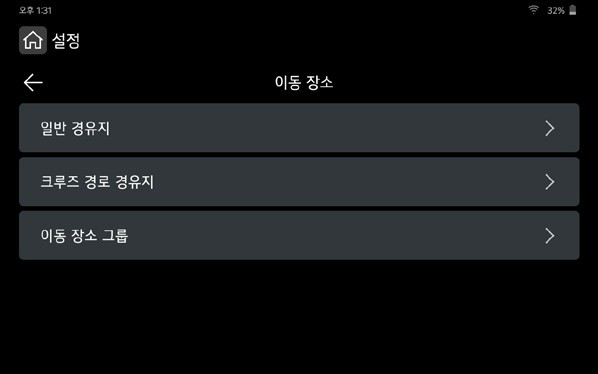 오후 1:31
32%
설정
이동 장소
일반 경유지
크루즈 경로 경유지
이동 장소 그룹